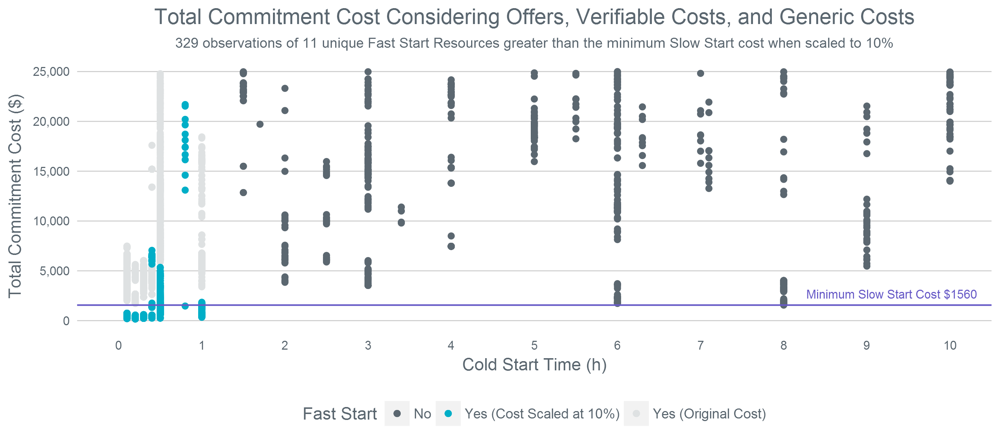 Total Commitment Cost Considering Offers, Verifiable Costs, and Generic Costs
329 observations of 11 unique Fast Start Resources greater than the minimum Slow Start cost when scaled to 10%
Total Commitment Cost ($)
25,000
20,000
15,000
10,000
5,000
0
Minimum Slow Start Cost $1560
0 1 2 3 4 5 6 7 8 9 10
Cold Start Time (h)
Fast Start No Yes (Cost Scaled at 10%) Yes (Original Cost)